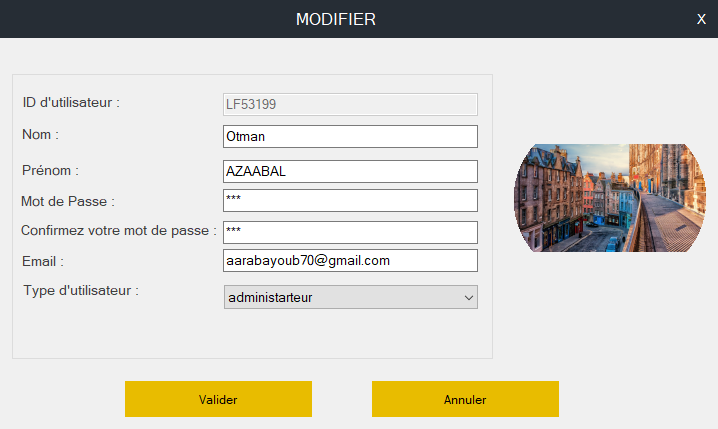 MODIFIER X
ID d'utilisateur : LF53199
Nom : Otman
Prénom : AZAABAL
Mot de Passe : ***
Confirmez votre mot de passe : ***
Email : aarabayoub70@gmail.com
Type d'utilisateur : administarteur
Valider Annuler